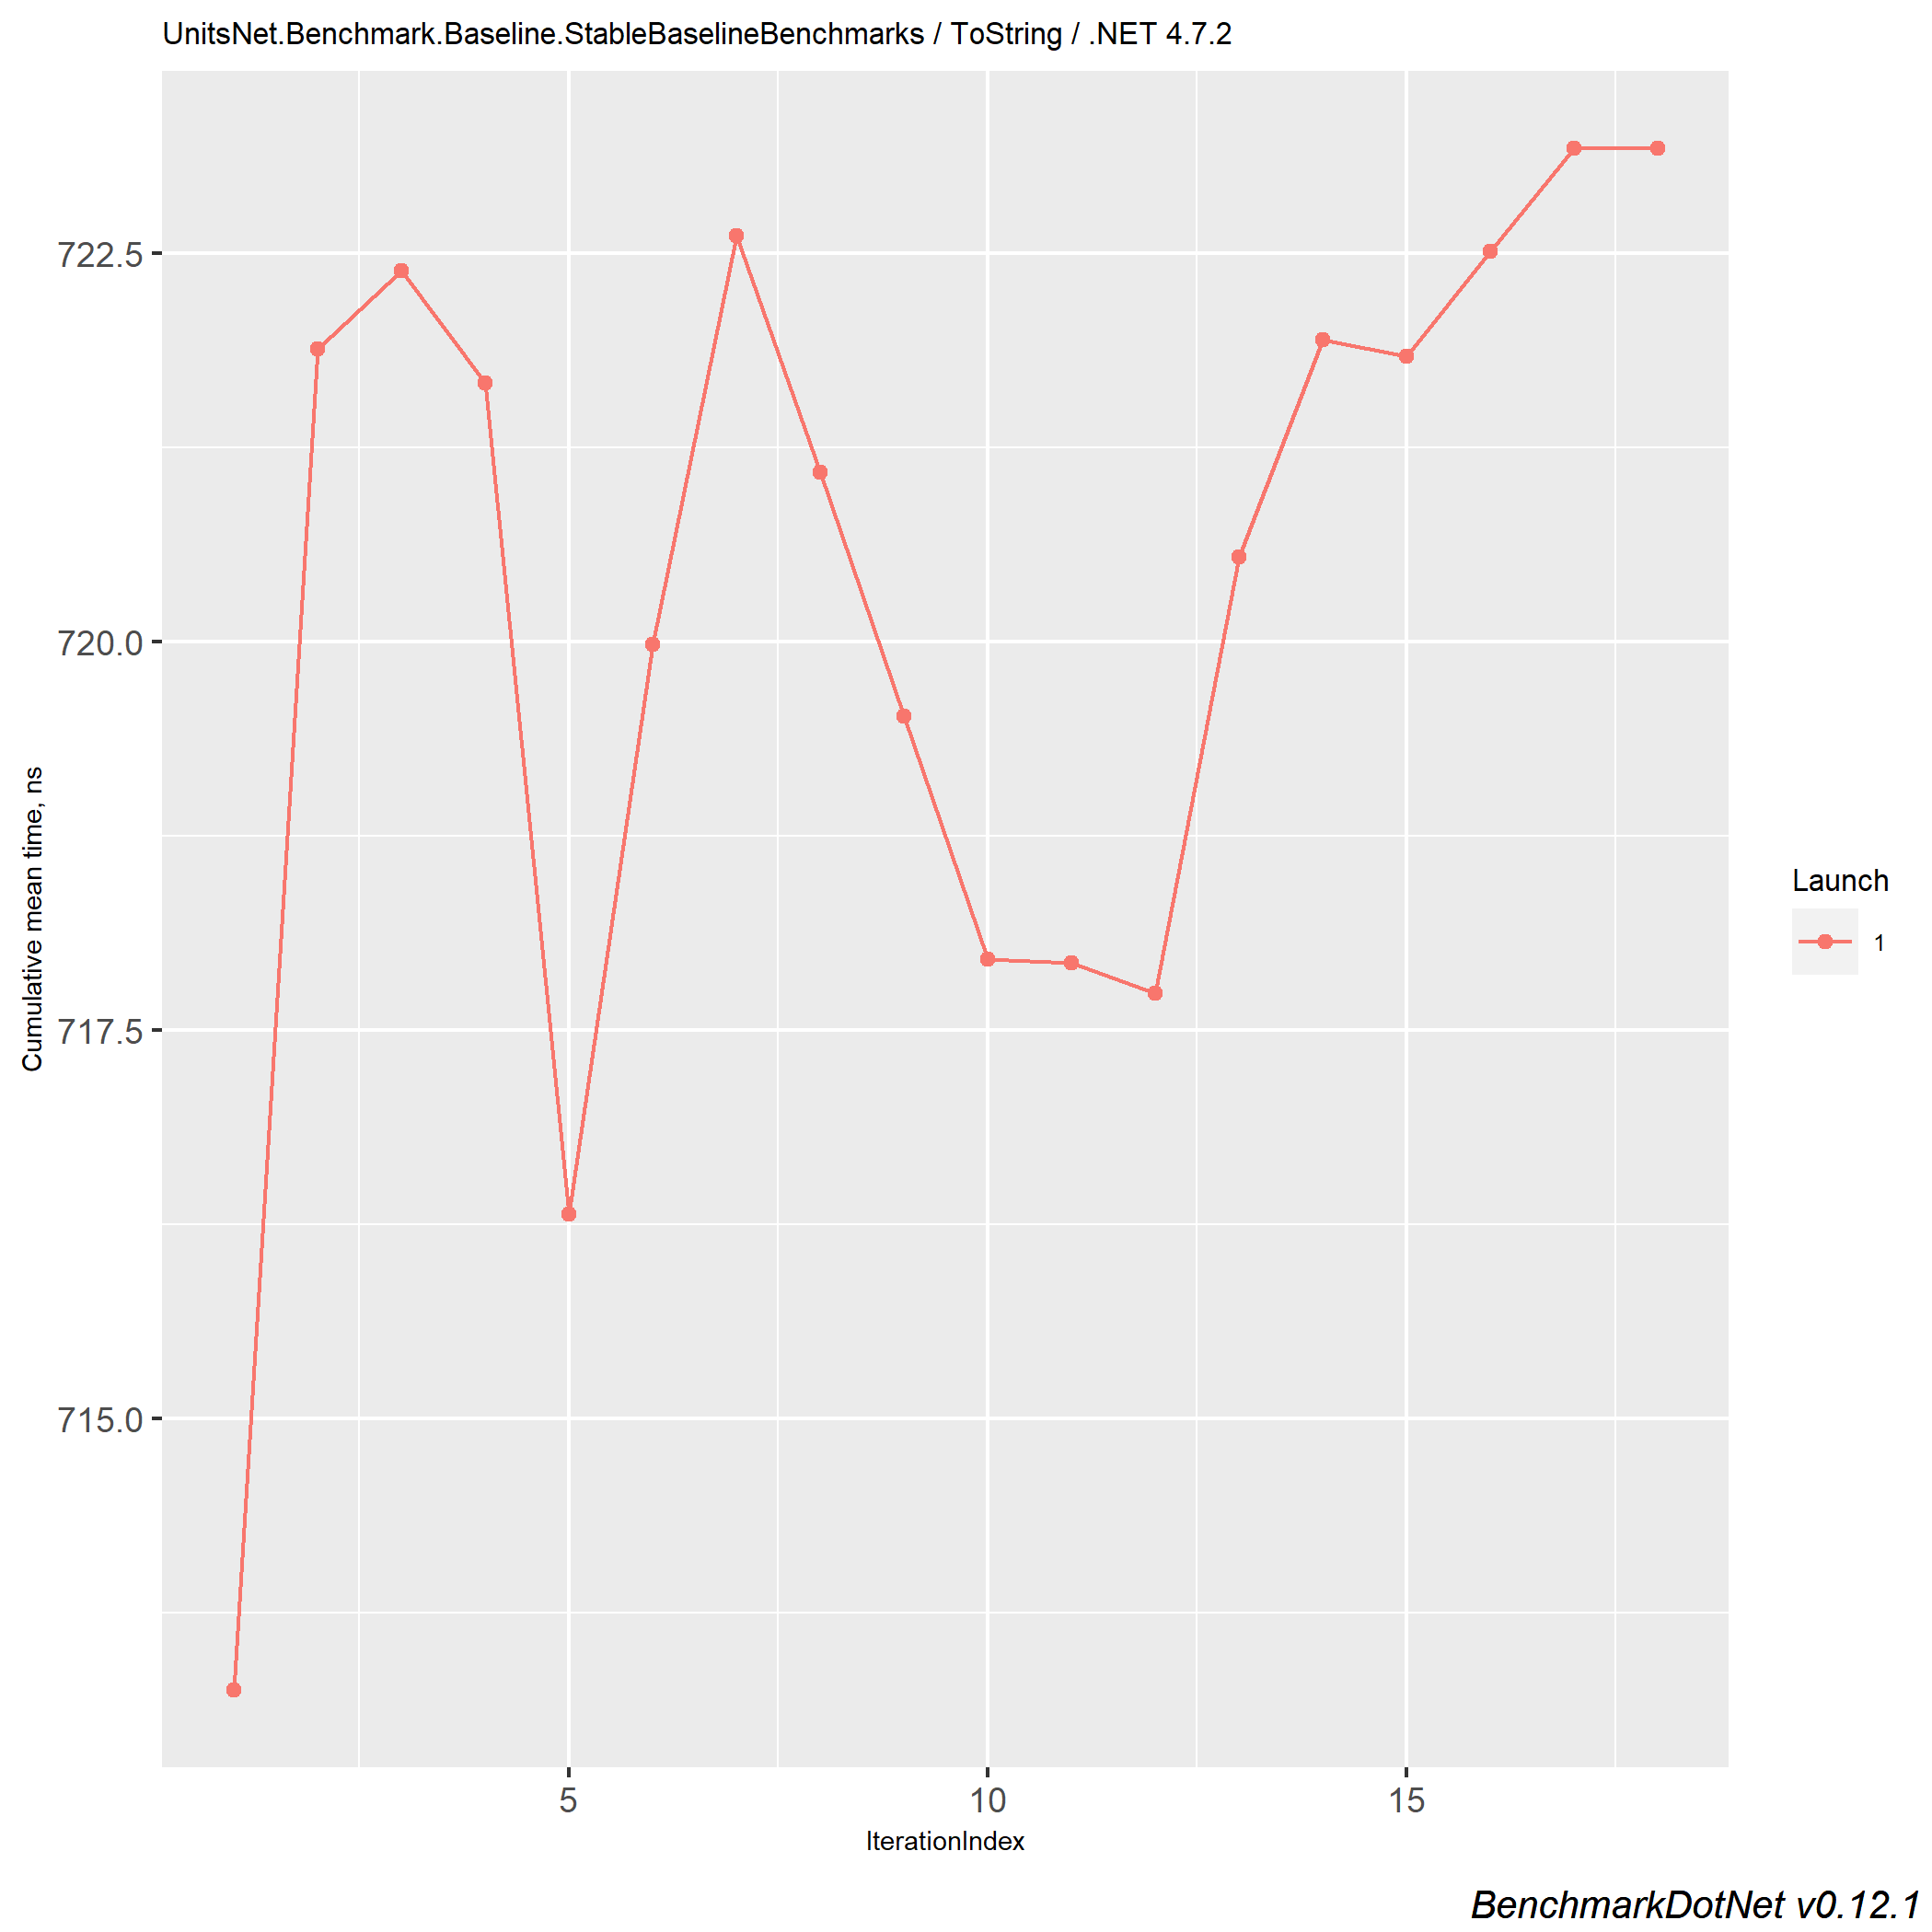 UnitsNet.Benchmark.Baseline.StableBaselineBenchmarks / ToString / .NET 4.7.2
722.5
720.0
717.5
715.0
Cumulative mean time, ns
5
10
15
IterationIndex
Launch
1
BenchmarkDotNet v0.12.1